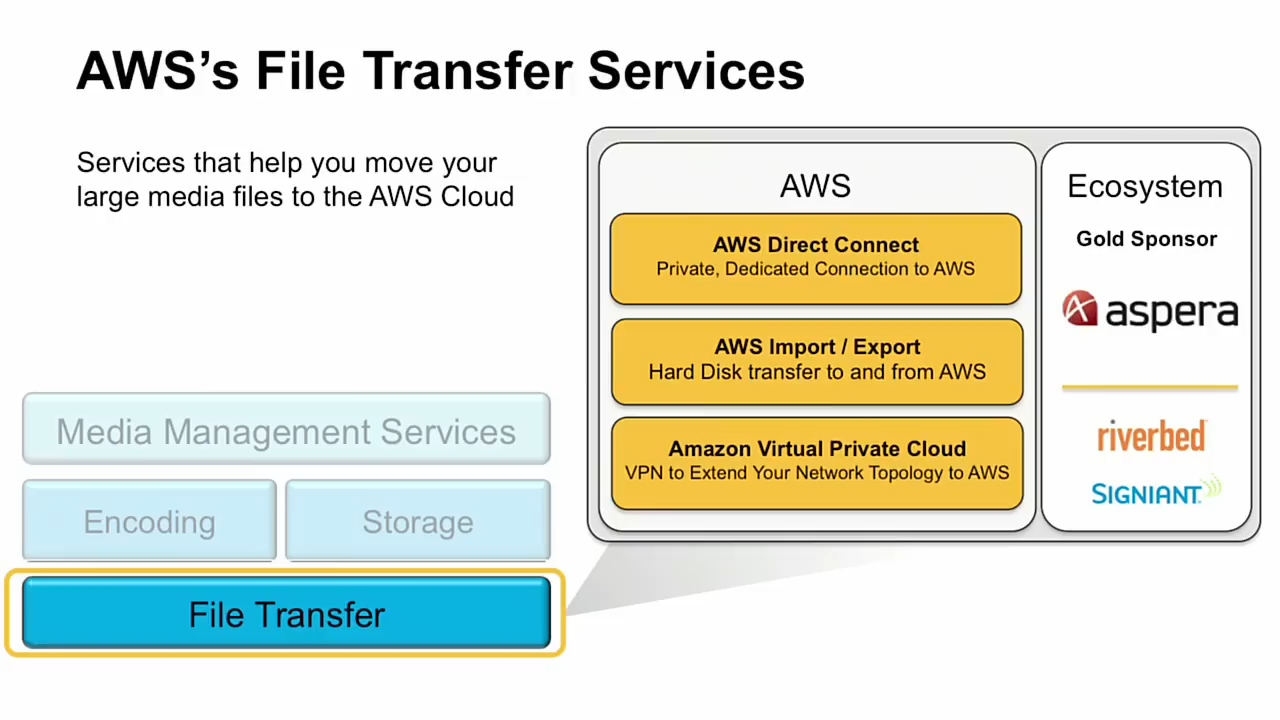 AWS’s File Transfer Services
Services that help you move your
large media files to the AWS Cloud
Media Management Services
Encoding
Storage
File Transfer
AWS
AWS Direct Connect
Private, Dedicated Connection to AWS
AWS Import / Export
Hard Disk transfer to and from AWS
Amazon Virtual Private Cloud
VPN to Extend Your Network Topology to AWS
Ecosystem
Gold Sponsor
aspera
riverbed
SIGNIANT